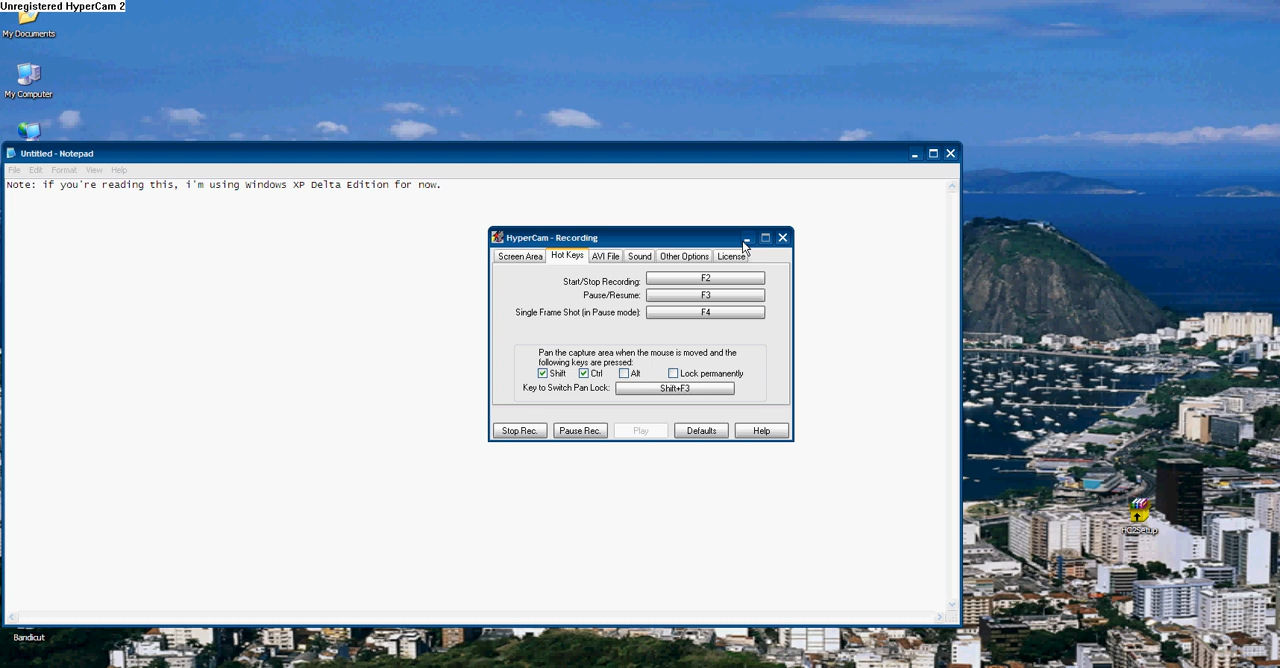 Unregistered HyperCam 2
My Documents
My Computer
Untitled - Notepad
File Edit Format View Help
Note: if you're reading this, i'm using Windows XP Delta Edition for now.
HyperCam - Recording
Screen Area Hot Keys AVI File Sound Other Options License
Start/Stop Recording: F2
Pause/Resume: F3
Single Frame Shot (in Pause mode): F4
Pan the capture area when the mouse is moved and the
following keys are pressed:
Shift Ctrl Alt Lock permanently
Key to Switch Pan Lock: Shift+F3
Stop Rec. Pause Rec. Play Defaults Help
HC2Setup
Bandicut